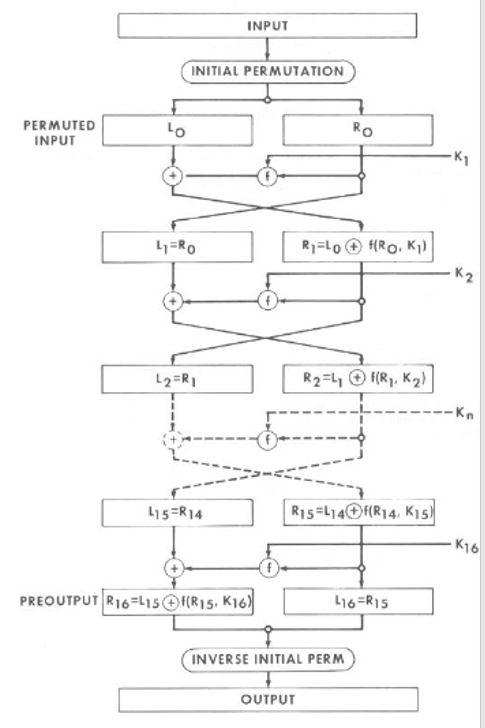 INPUT
INITIAL PERMUTATION
PERMUTED
INPUT
L0
R0
K1
+
f
L1=R0
R1=L0 ⊕ f(R0, K1)
K2
+
f
L2=R1
R2=L1 ⊕ f(R1, K2)
Kn
+
f
L15=R14
R15=L14⊕f(R14, K15)
K16
+
f
PREOUTPUT
R16=L15⊕f(R15, K16)
L16=R15
INVERSE INITIAL PERM
OUTPUT